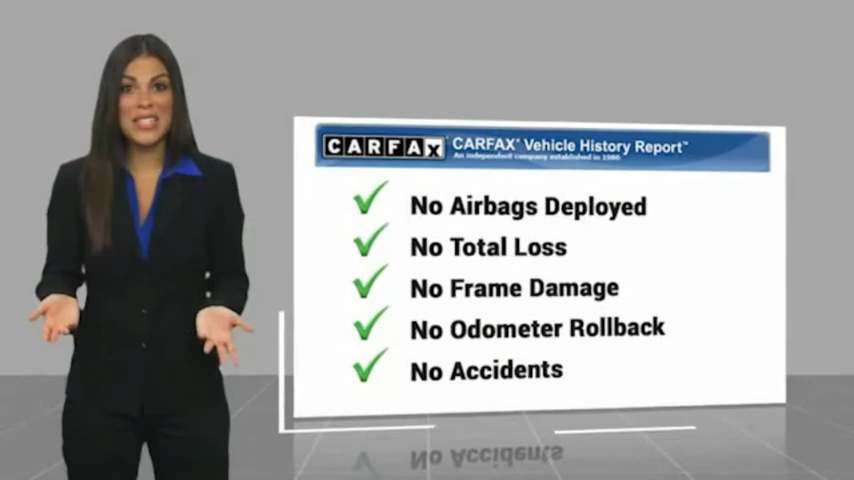 CARFAX CARFAX® Vehicle History Report™
An independent company established in 1986
No Airbags Deployed
No Total Loss
No Frame Damage
No Odometer Rollback
No Accidents
No Accidents